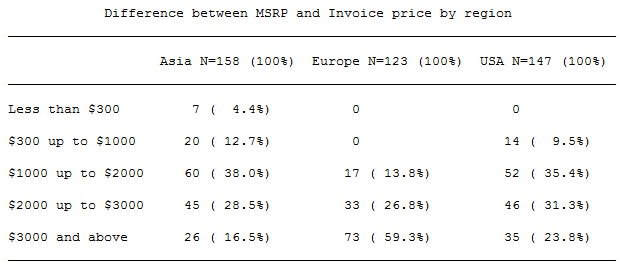 Difference between MSRP and Invoice price by region
Asia N=158 (100%) Europe N=123 (100%) USA N=147 (100%)
Less than $300 7 ( 4.4%) 0 0
$300 up to $1000 20 ( 12.7%) 0 14 ( 9.5%)
$1000 up to $2000 60 ( 38.0%) 17 ( 13.8%) 52 ( 35.4%)
$2000 up to $3000 45 ( 28.5%) 33 ( 26.8%) 46 ( 31.3%)
$3000 and above 26 ( 16.5%) 73 ( 59.3%) 35 ( 23.8%)